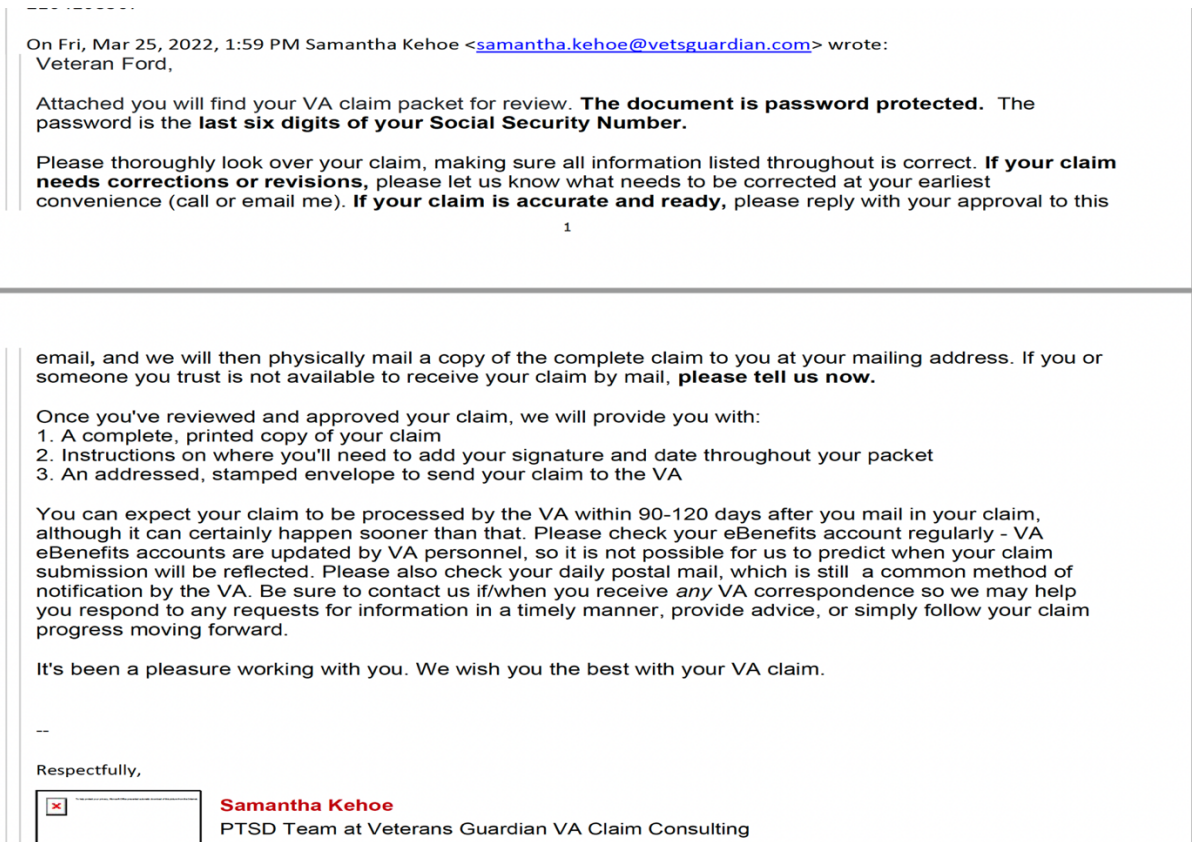 On Fri, Mar 25, 2022, 1:59 PM Samantha Kehoe <samantha.kehoe@vetsguardian.com> wrote:
Veteran Ford,
Attached you will find your VA claim packet for review. The document is password protected. The
password is the last six digits of your Social Security Number.
Please thoroughly look over your claim, making sure all information listed throughout is correct. If your claim
needs corrections or revisions, please let us know what needs to be corrected at your earliest
convenience (call or email me). If your claim is accurate and ready, please reply with your approval to this
1
email, and we will then physically mail a copy of the complete claim to you at your mailing address. If you or
someone you trust is not available to receive your claim by mail, please tell us now.
Once you've reviewed and approved your claim, we will provide you with:
1. A complete, printed copy of your claim
2. Instructions on where you'll need to add your signature and date throughout your packet
3. An addressed, stamped envelope to send your claim to the VA
You can expect your claim to be processed by the VA within 90-120 days after you mail in your claim,
although it can certainly happen sooner than that. Please check your eBenefits account regularly - VA
eBenefits accounts are updated by VA personnel, so it is not possible for us to predict when your claim
submission will be reflected. Please also check your daily postal mail, which is still  a common method of
notification by the VA. Be sure to contact us if/when you receive any VA correspondence so we may help
you respond to any requests for information in a timely manner, provide advice, or simply follow your claim
progress moving forward.
It's been a pleasure working with you. We wish you the best with your VA claim.
--
Respectfully,
Samantha Kehoe
PTSD Team at Veterans Guardian VA Claim Consulting